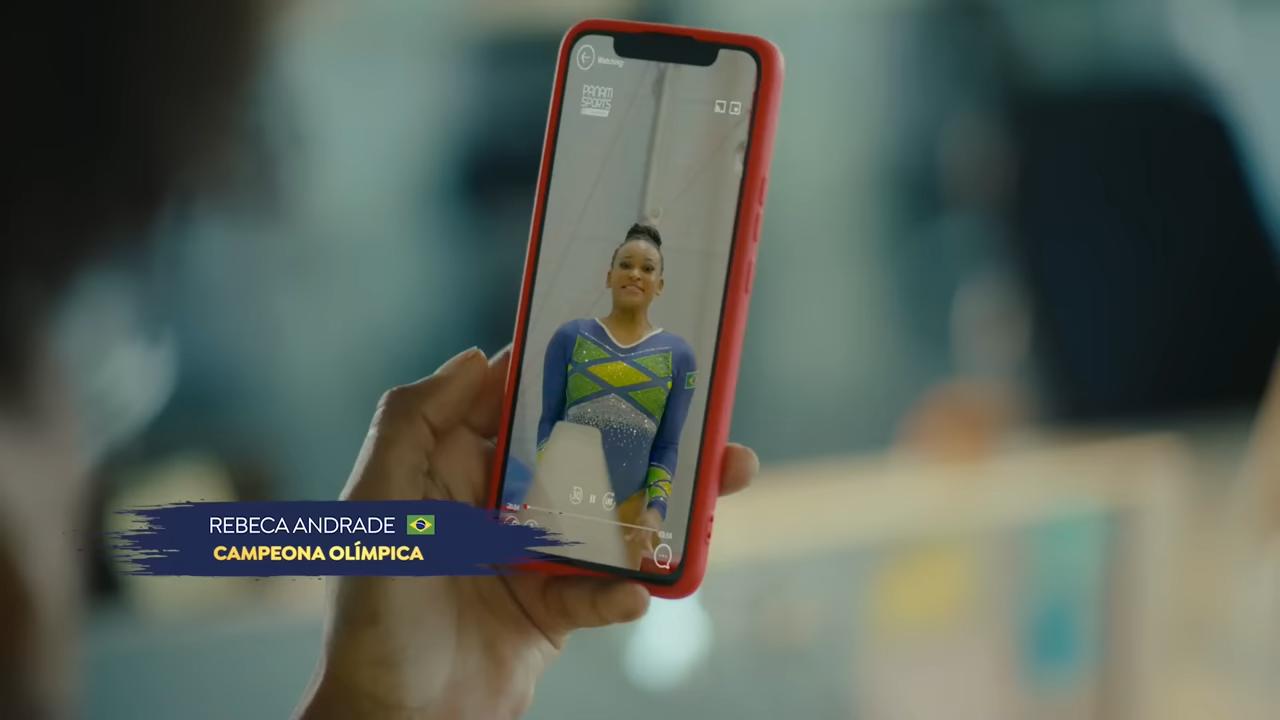 Watching:
PANAM
SPORTS
REBECA ANDRADE
CAMPEONA OLÍMPICA